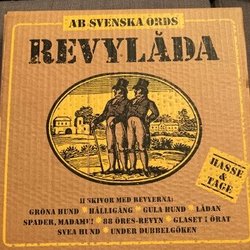 AB SVENSKA ORDS
REVYLÅDA
HASSE &
TAGE
11 SKIVOR MED REVYERNA:
GRÖNA HUND HÅLLIGÅNG GULA HUND LÅDAN
SPADER, MADAME! 88 ÖRES-REVYN GLASET I ÖRAT
SVEA HUND UNDER DUBBELGÖKEN